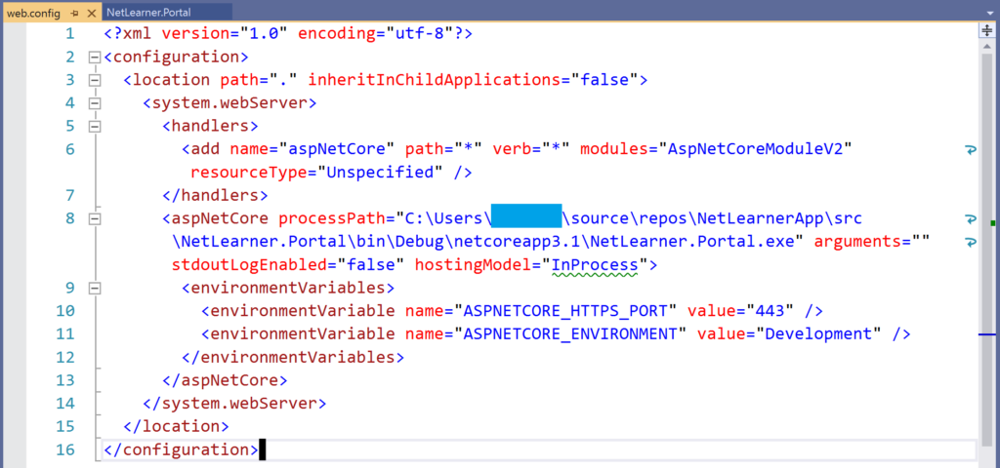 web.config NetLearner.Portal
1 <?xml version="1.0" encoding="utf-8"?>
2 <configuration>
3 <location path="." inheritInChildApplications="false">
4 <system.webServer>
5 <handlers>
6 <add name="aspNetCore" path="*" verb="*" modules="AspNetCoreModuleV2"
resourceType="Unspecified" />
7 </handlers>
8 <aspNetCore processPath="C:\Users\ \source\repos\NetLearnerApp\src
\NetLearner.Portal\bin\Debug\netcoreapp3.1\NetLearner.Portal.exe" arguments=""
stdoutLogEnabled="false" hostingModel="InProcess">
9 <environmentVariables>
10 <environmentVariable name="ASPNETCORE_HTTPS_PORT" value="443" />
11 <environmentVariable name="ASPNETCORE_ENVIRONMENT" value="Development" />
12 </environmentVariables>
13 </aspNetCore>
14 </system.webServer>
15 </location>
16 </configuration>